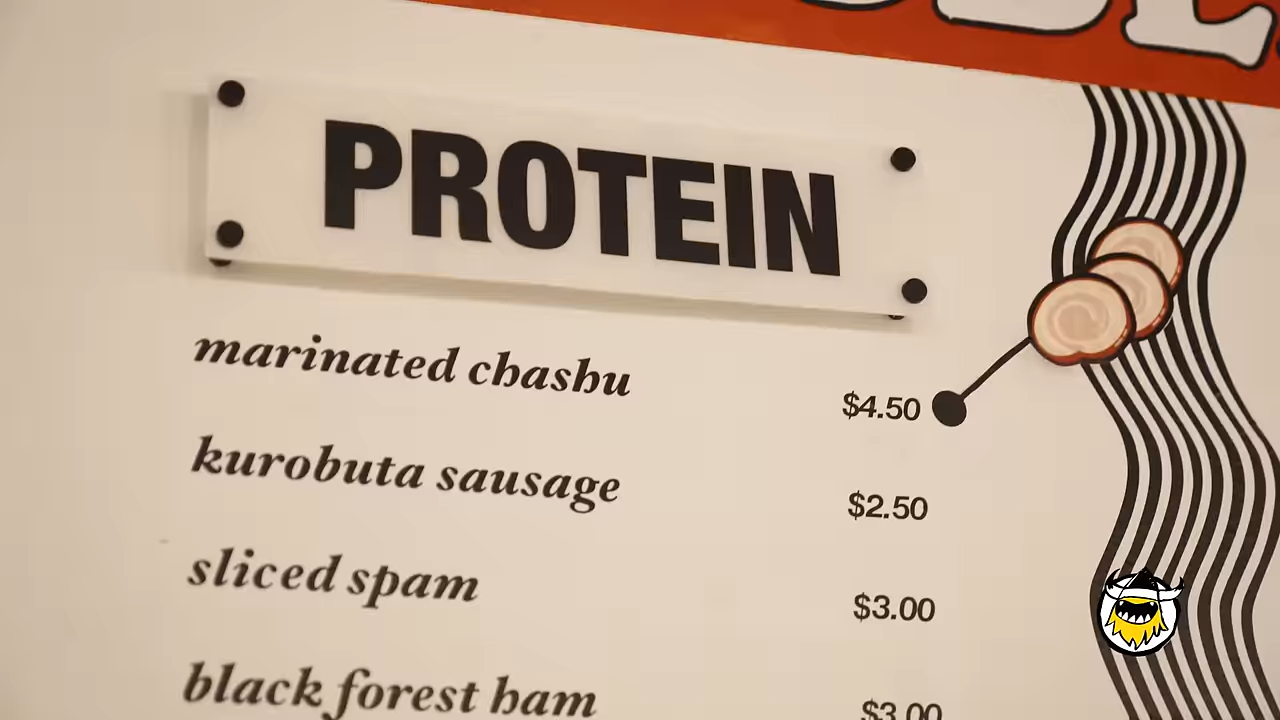 PROTEIN
marinated chashu $4.50
kurobuta sausage $2.50
sliced spam $3.00
black forest ham $3.00